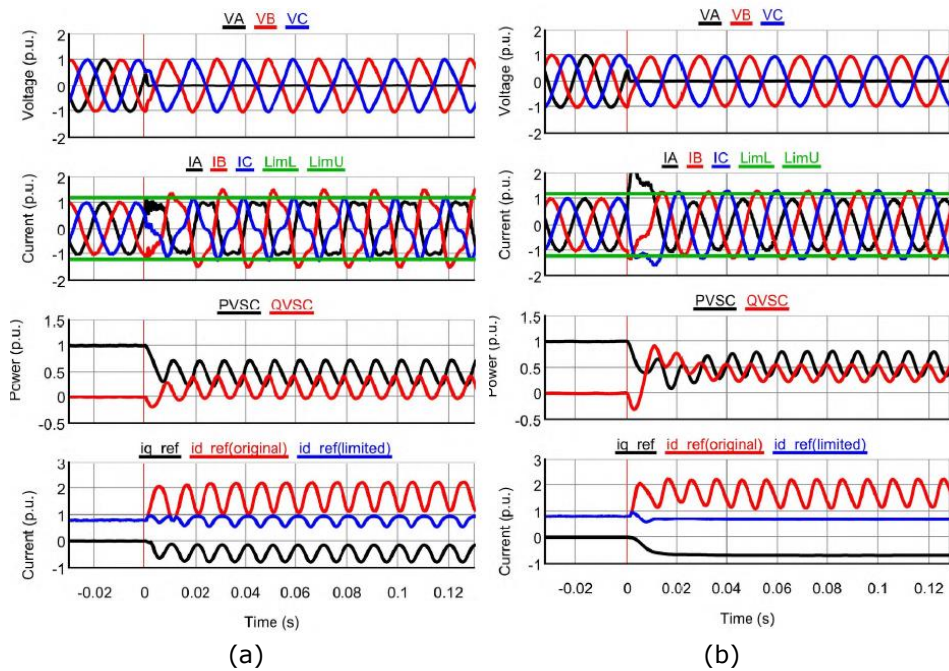 VA VB VC
Voltage (p.u.)
2
1
0
-1
-2
IA IB IC LimL LimU
Current (p.u.)
2
1
0
-1
-2
PVSC QVSC
Power (p.u.)
1.5
1
0.5
0
-0.5
iq_ref id_ref(original) id_ref(limited)
Current (p.u.)
3
2
1
0
-1
-0.02 0 0.02 0.04 0.06 0.08 0.1 0.12
Time (s)
(a)
VA VB VC
Voltage (p.u.)
2
1
0
-1
-2
IA IB IC LimL LimU
Current (p.u.)
2
1
0
-1
-2
PVSC QVSC
Power (p.u.)
1.5
1
0.5
0
-0.5
iq_ref id_ref(original) id_ref(limited)
Current (p.u.)
3
2
1
0
-1
-0.02 0 0.02 0.04 0.06 0.08 0.1 0.12
Time (s)
(b)